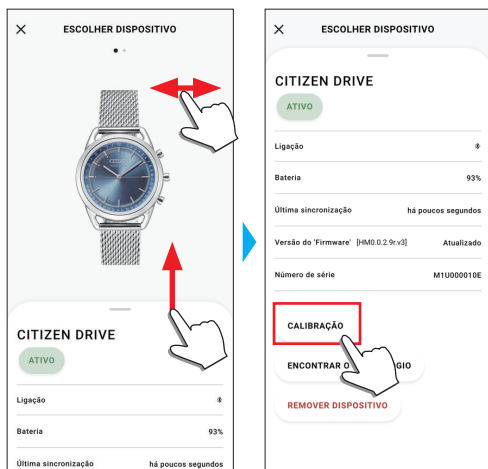 ESCOLHER DISPOSITIVO
CITIZEN
CITIZEN DRIVE
ATIVO
Ligação
Bateria 93%
Última sincronização há poucos segundos
ESCOLHER DISPOSITIVO
CITIZEN DRIVE
ATIVO
Ligação
Bateria 93%
Última sincronização há poucos segundos
Versão do 'Firmware' [HM0.0.2.9r.v3] Atualizado
Número de série M1U000010E
CALIBRAÇÃO
ENCONTRAR O GIO
REMOVER DISPOSITIVO